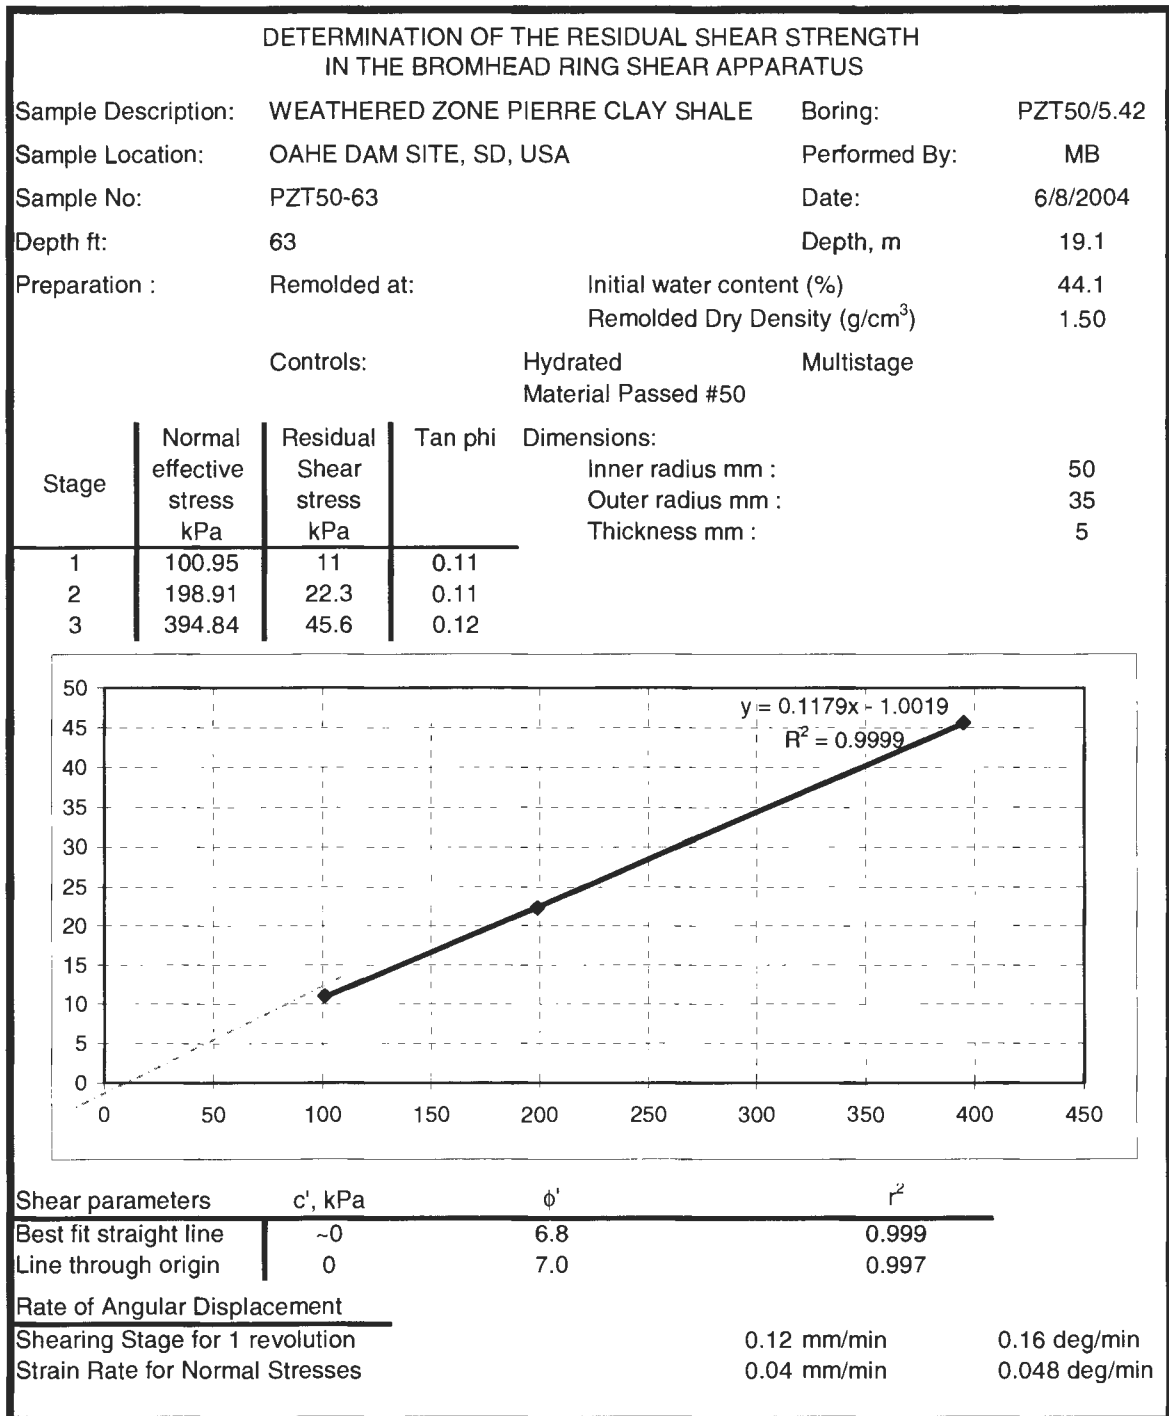 DETERMINATION OF THE RESIDUAL SHEAR STRENGTH
IN THE BROMHEAD RING SHEAR APPARATUS
Sample Description: WEATHERED ZONE PIERRE CLAY SHALE Boring: PZT50/5.42
Sample Location: OAHE DAM SITE, SD, USA Performed By: MB
Sample No: PZT50-63 Date: 6/8/2004
Depth ft: 63 Depth, m 19.1
Preparation : Remolded at: Initial water content (%) 44.1
Remolded Dry Density (g/cm³) 1.50
Controls: Hydrated Multistage
Material Passed #50
Stage Normal effective stress kPa Residual Shear stress kPa Tan phi
1 100.95 11 0.11
2 198.91 22.3 0.11
3 394.84 45.6 0.12
Dimensions:
Inner radius mm : 50
Outer radius mm : 35
Thickness mm : 5
y = 0.1179x - 1.0019
R² = 0.9999
50
45
40
35
30
25
20
15
10
5
0
0 50 100 150 200 250 300 350 400 450
Shear parameters c', kPa ϕ' r²
Best fit straight line ~0 6.8 0.999
Line through origin 0 7.0 0.997
Rate of Angular Displacement
Shearing Stage for 1 revolution 0.12 mm/min 0.16 deg/min
Strain Rate for Normal Stresses 0.04 mm/min 0.048 deg/min